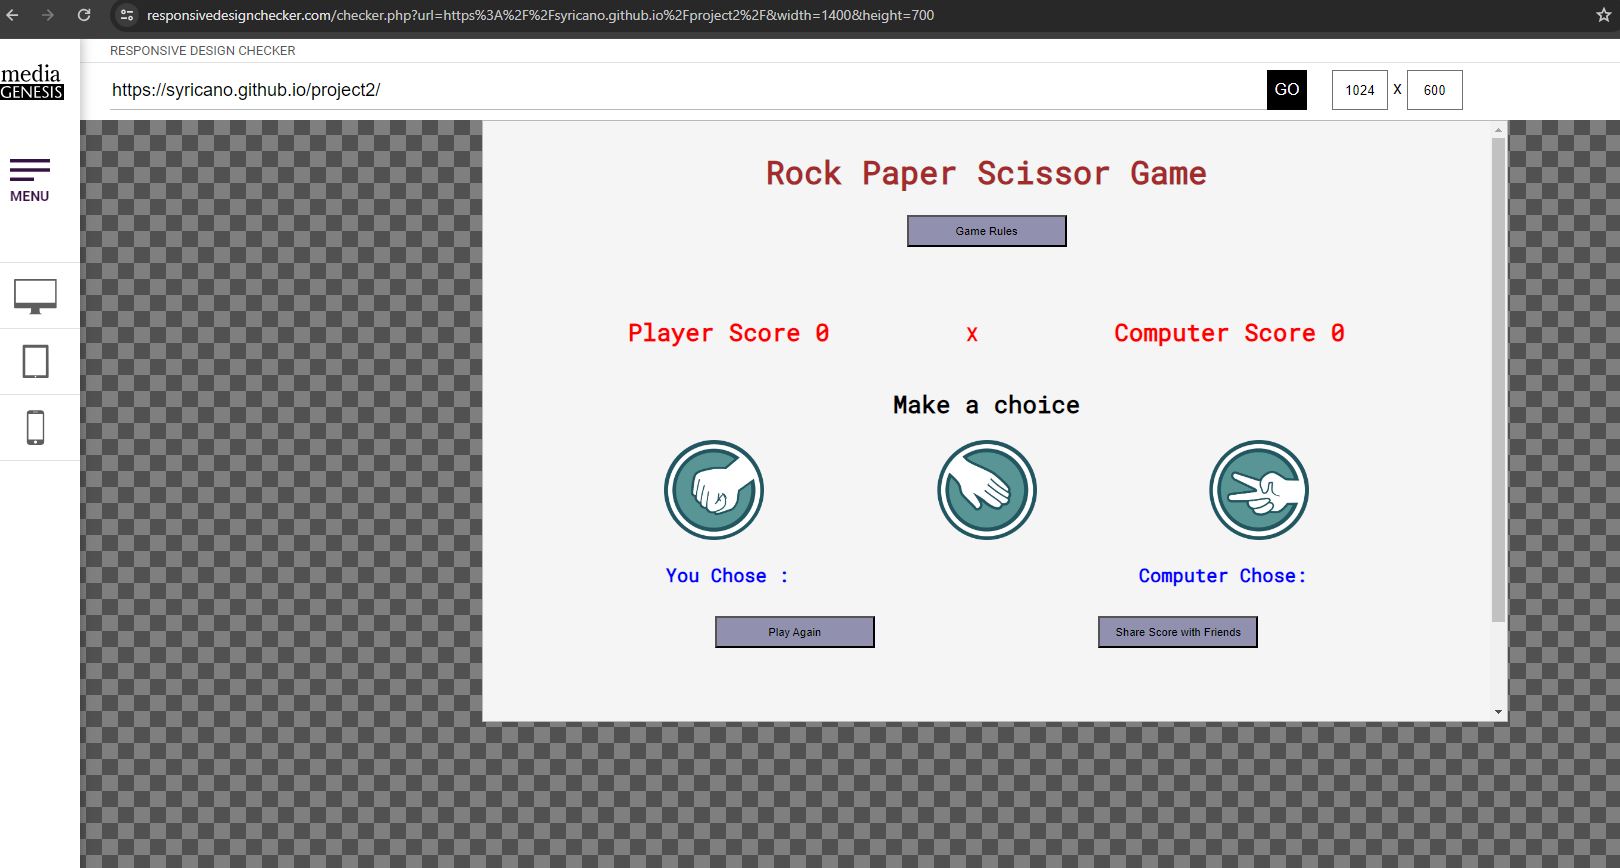 responsivedesignchecker.com/checker.php?url=https%3A%2F%2Fsyricano.github.io%2Fproject2%2F&width=1400&height=700
RESPONSIVE DESIGN CHECKER
media
GENESIS
https://syricano.github.io/project2/
GO
1024 X 600
MENU
Rock Paper Scissor Game
Game Rules
Player Score 0 x Computer Score 0
Make a choice
You Chose : Computer Chose:
Play Again Share Score with Friends